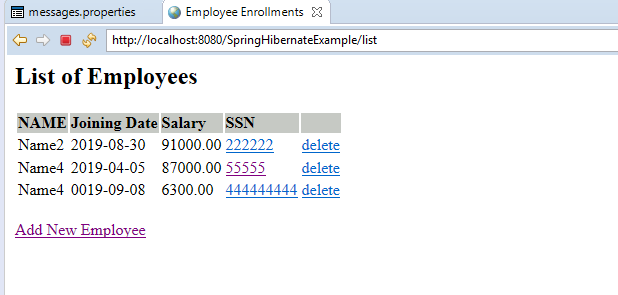 messages.properties Employee Enrollments
http://localhost:8080/SpringHibernateExample/list
List of Employees
NAME Joining Date Salary SSN
Name2 2019-08-30 91000.00 222222 delete
Name4 2019-04-05 87000.00 55555 delete
Name4 0019-09-08 6300.00 444444444 delete
Add New Employee